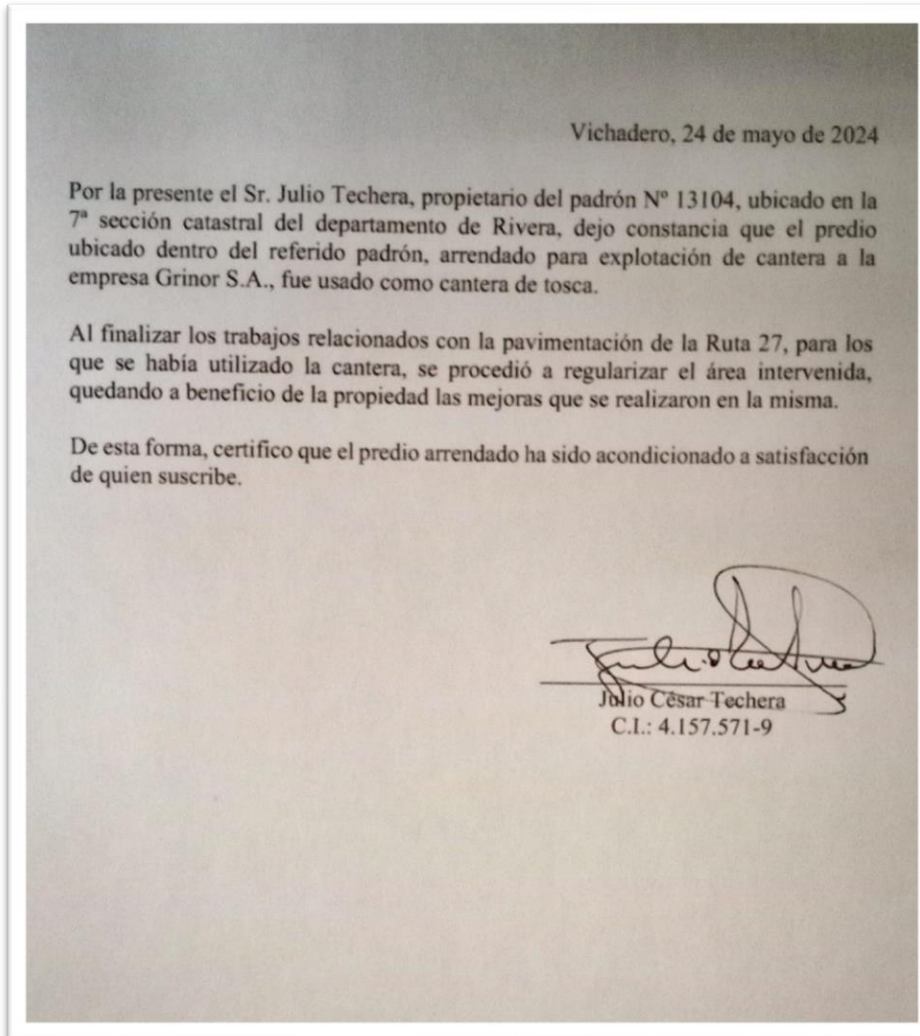 Vichadero, 24 de mayo de 2024
Por la presente el Sr. Julio Techera, propietario del padrón Nº 13104, ubicado en la
7ª sección catastral del departamento de Rivera, dejo constancia que el predio
ubicado dentro del referido padrón, arrendado para explotación de cantera a la
empresa Grinor S.A., fue usado como cantera de tosca.
Al finalizar los trabajos relacionados con la pavimentación de la Ruta 27, para los
que se había utilizado la cantera, se procedió a regularizar el área intervenida,
quedando a beneficio de la propiedad las mejoras que se realizaron en la misma.
De esta forma, certifico que el predio arrendado ha sido acondicionado a satisfacción
de quien suscribe.
Julio César Techera
C.I.: 4.157.571-9